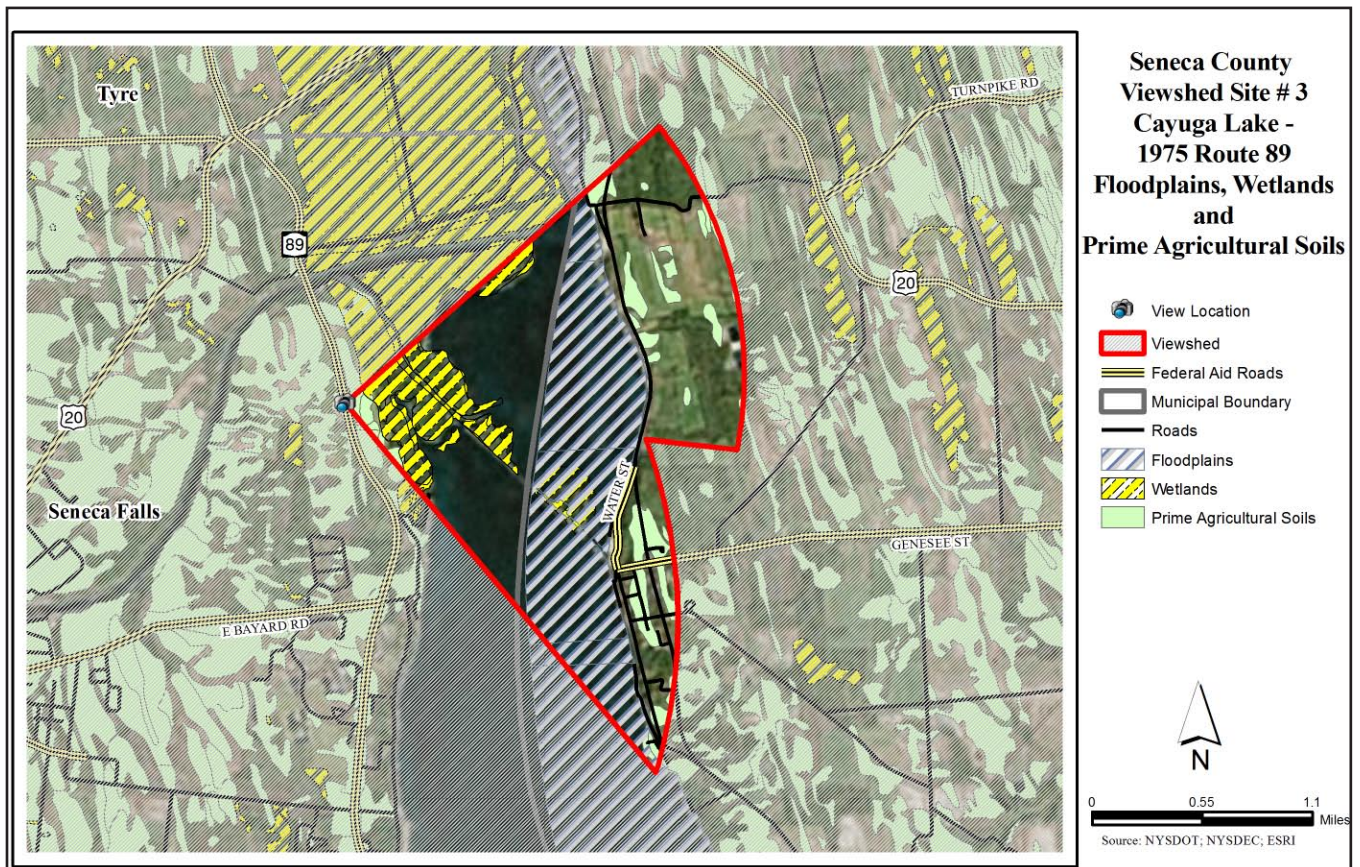 Seneca County
Viewshed Site # 3
Cayuga Lake -
1975 Route 89
Floodplains, Wetlands
and
Prime Agricultural Soils
View Location
Viewshed
Federal Aid Roads
Municipal Boundary
Roads
Floodplains
Wetlands
Prime Agricultural Soils
N
0 0.55 1.1
Miles
Source: NYSDOT; NYSDEC; ESRI
Tyre
TURNPIKE RD
89
20
20
Seneca Falls
WATER ST
GENESEE ST
E BAYARD RD